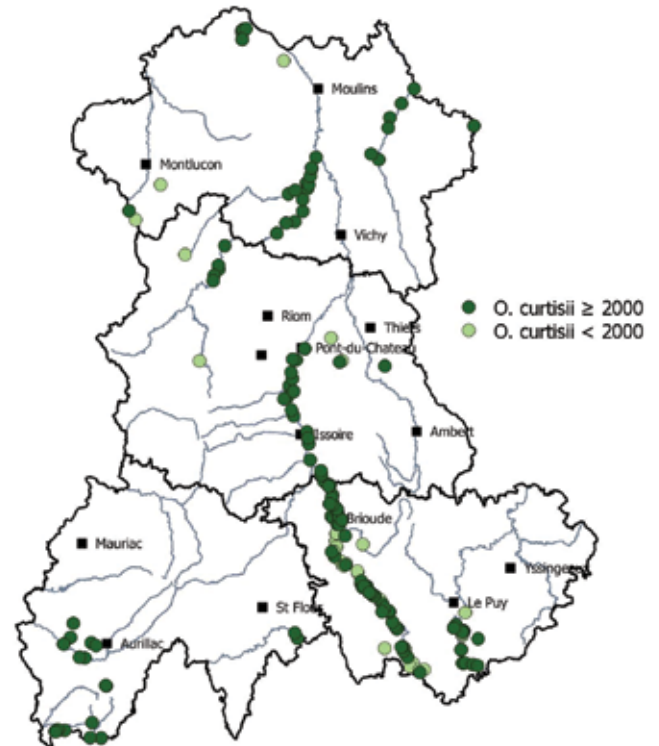 Moulins
Montlucon
Vichy
O. curtisii ≥ 2000
Riom
Thiers
O. curtisii < 2000
Pont-du-Chateau
Issoire
Ambert
Brioude
Mauriac
Le Puy
St Flour
Aurillac